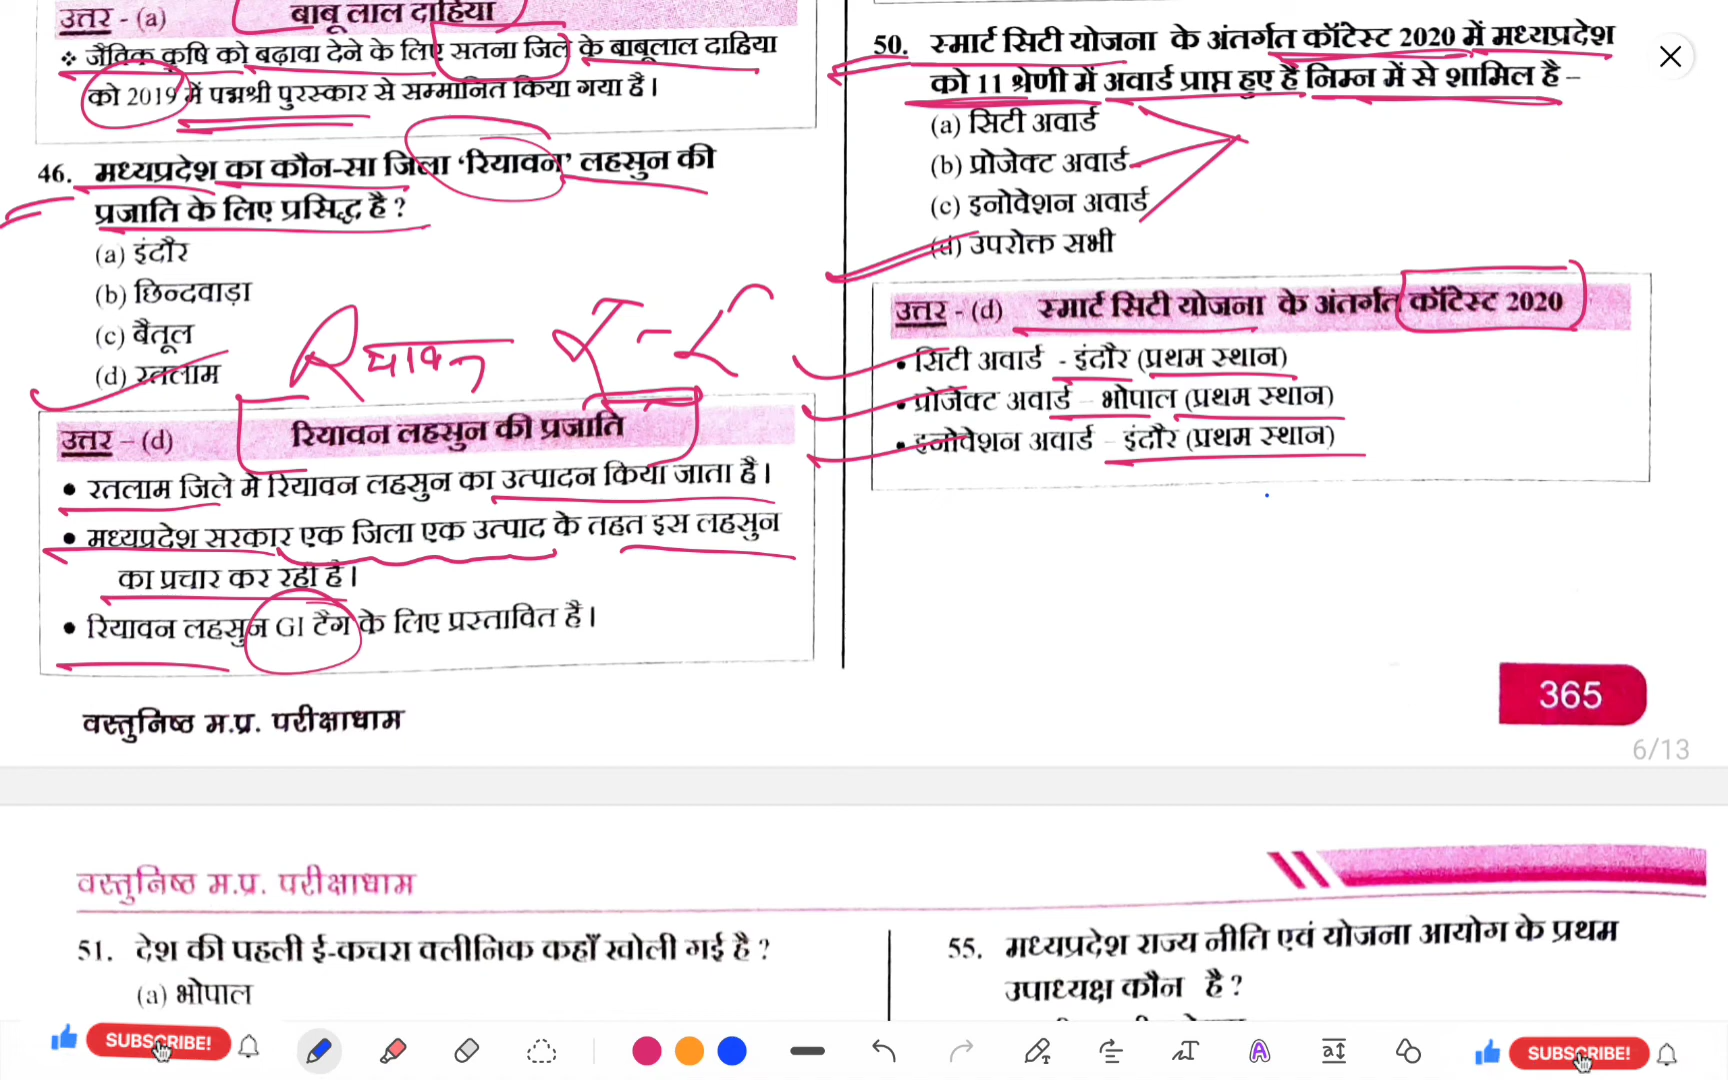 उत्तर - (a) बाबू लाल दाहिया
❖ जैविक कृषि को बढ़ावा देने के लिए सतना जिले के बाबूलाल दाहिया
को 2019 में पद्मश्री पुरस्कार से सम्मानित किया गया है।
46. मध्यप्रदेश का कौन-सा जिला 'रियावन' लहसुन की
प्रजाति के लिए प्रसिद्ध है ?
(a) इंदौर
(b) छिन्दवाड़ा
(c) बैतूल
(d) रतलाम
उत्तर – (d) रियावन लहसुन की प्रजाति
• रतलाम जिले में रियावन लहसुन का उत्पादन किया जाता है।
• मध्यप्रदेश सरकार एक जिला एक उत्पाद के तहत इस लहसुन
का प्रचार कर रही है।
• रियावन लहसुन GI टैग के लिए प्रस्तावित है।
वस्तुनिष्ठ म.प्र. परीक्षाधाम
50. स्मार्ट सिटी योजना के अंतर्गत कॉटेस्ट 2020 में मध्यप्रदेश
को 11 श्रेणी में अवार्ड प्राप्त हुए है निम्न में से शामिल है –
(a) सिटी अवार्ड
(b) प्रोजेक्ट अवार्ड
(c) इनोवेशन अवार्ड
(d) उपरोक्त सभी
उत्तर - (d) स्मार्ट सिटी योजना के अंतर्गत कॉटेस्ट 2020
• सिटी अवार्ड - इंदौर (प्रथम स्थान)
• प्रोजेक्ट अवार्ड – भोपाल (प्रथम स्थान)
• इनोवेशन अवार्ड – इंदौर (प्रथम स्थान)
365
6/13
वस्तुनिष्ठ म.प्र. परीक्षाधाम
51. देश की पहली ई-कचरा क्लीनिक कहाँ खोली गई है ?
(a) भोपाल
55. मध्यप्रदेश राज्य नीति एवं योजना आयोग के प्रथम
उपाध्यक्ष कौन है ?
SUBSCRIBE!
SUBSCRIBE!